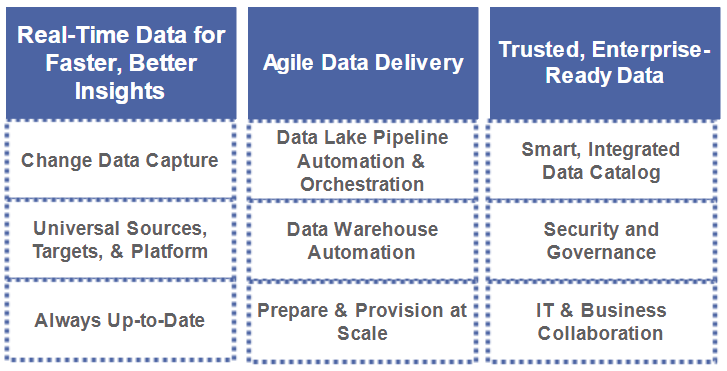 Real-Time Data for
Faster, Better
Insights
Change Data Capture
Universal Sources,
Targets, & Platform
Always Up-to-Date
Agile Data Delivery
Data Lake Pipeline
Automation &
Orchestration
Data Warehouse
Automation
Prepare & Provision at
Scale
Trusted, Enterprise-
Ready Data
Smart, Integrated
Data Catalog
Security and
Governance
IT & Business
Collaboration